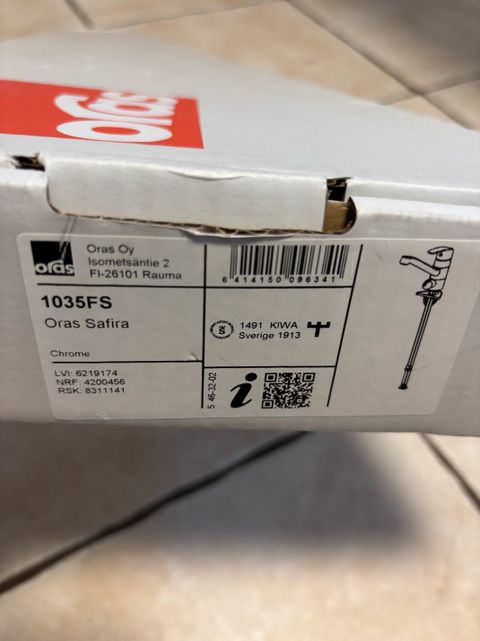 oras
oras
Oras Oy
Isometsäntie 2
FI-26101 Rauma
6 414150 096341
1035FS
Oras Safira
Chrome
S
1491 KIWA
Sverige 1913
LVI: 6219174
NRF: 4200456
RSK: 8311141
5 46-32-02
i